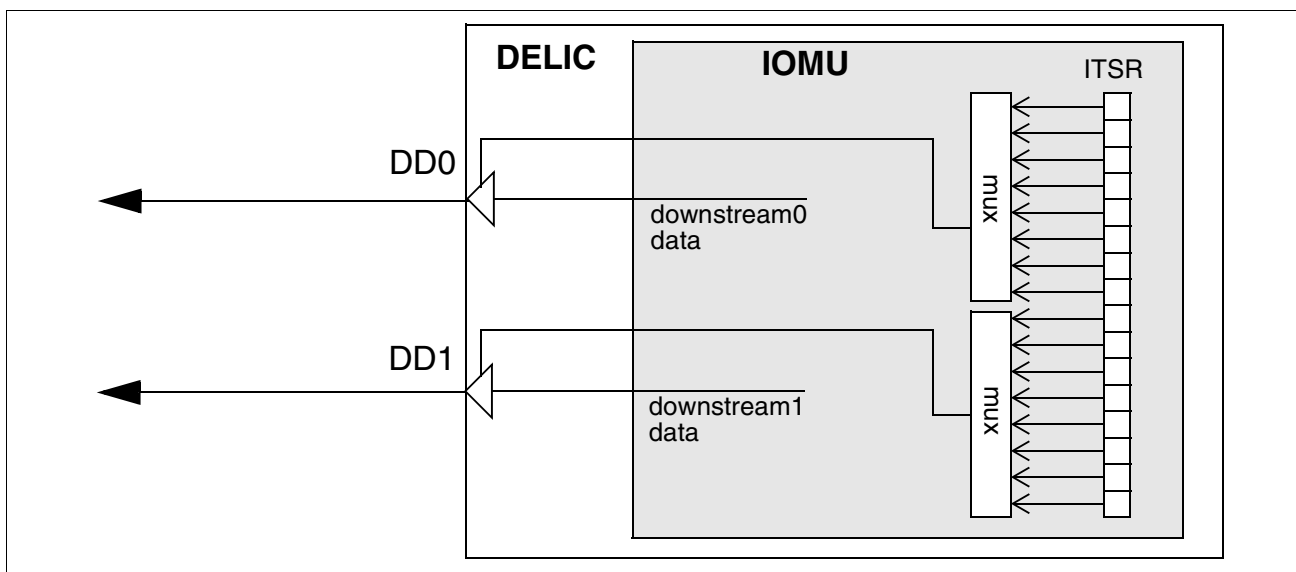 DELIC
IOMU
ITSR
DD0
mux
downstream0
data
DD1
mux
downstream1
data